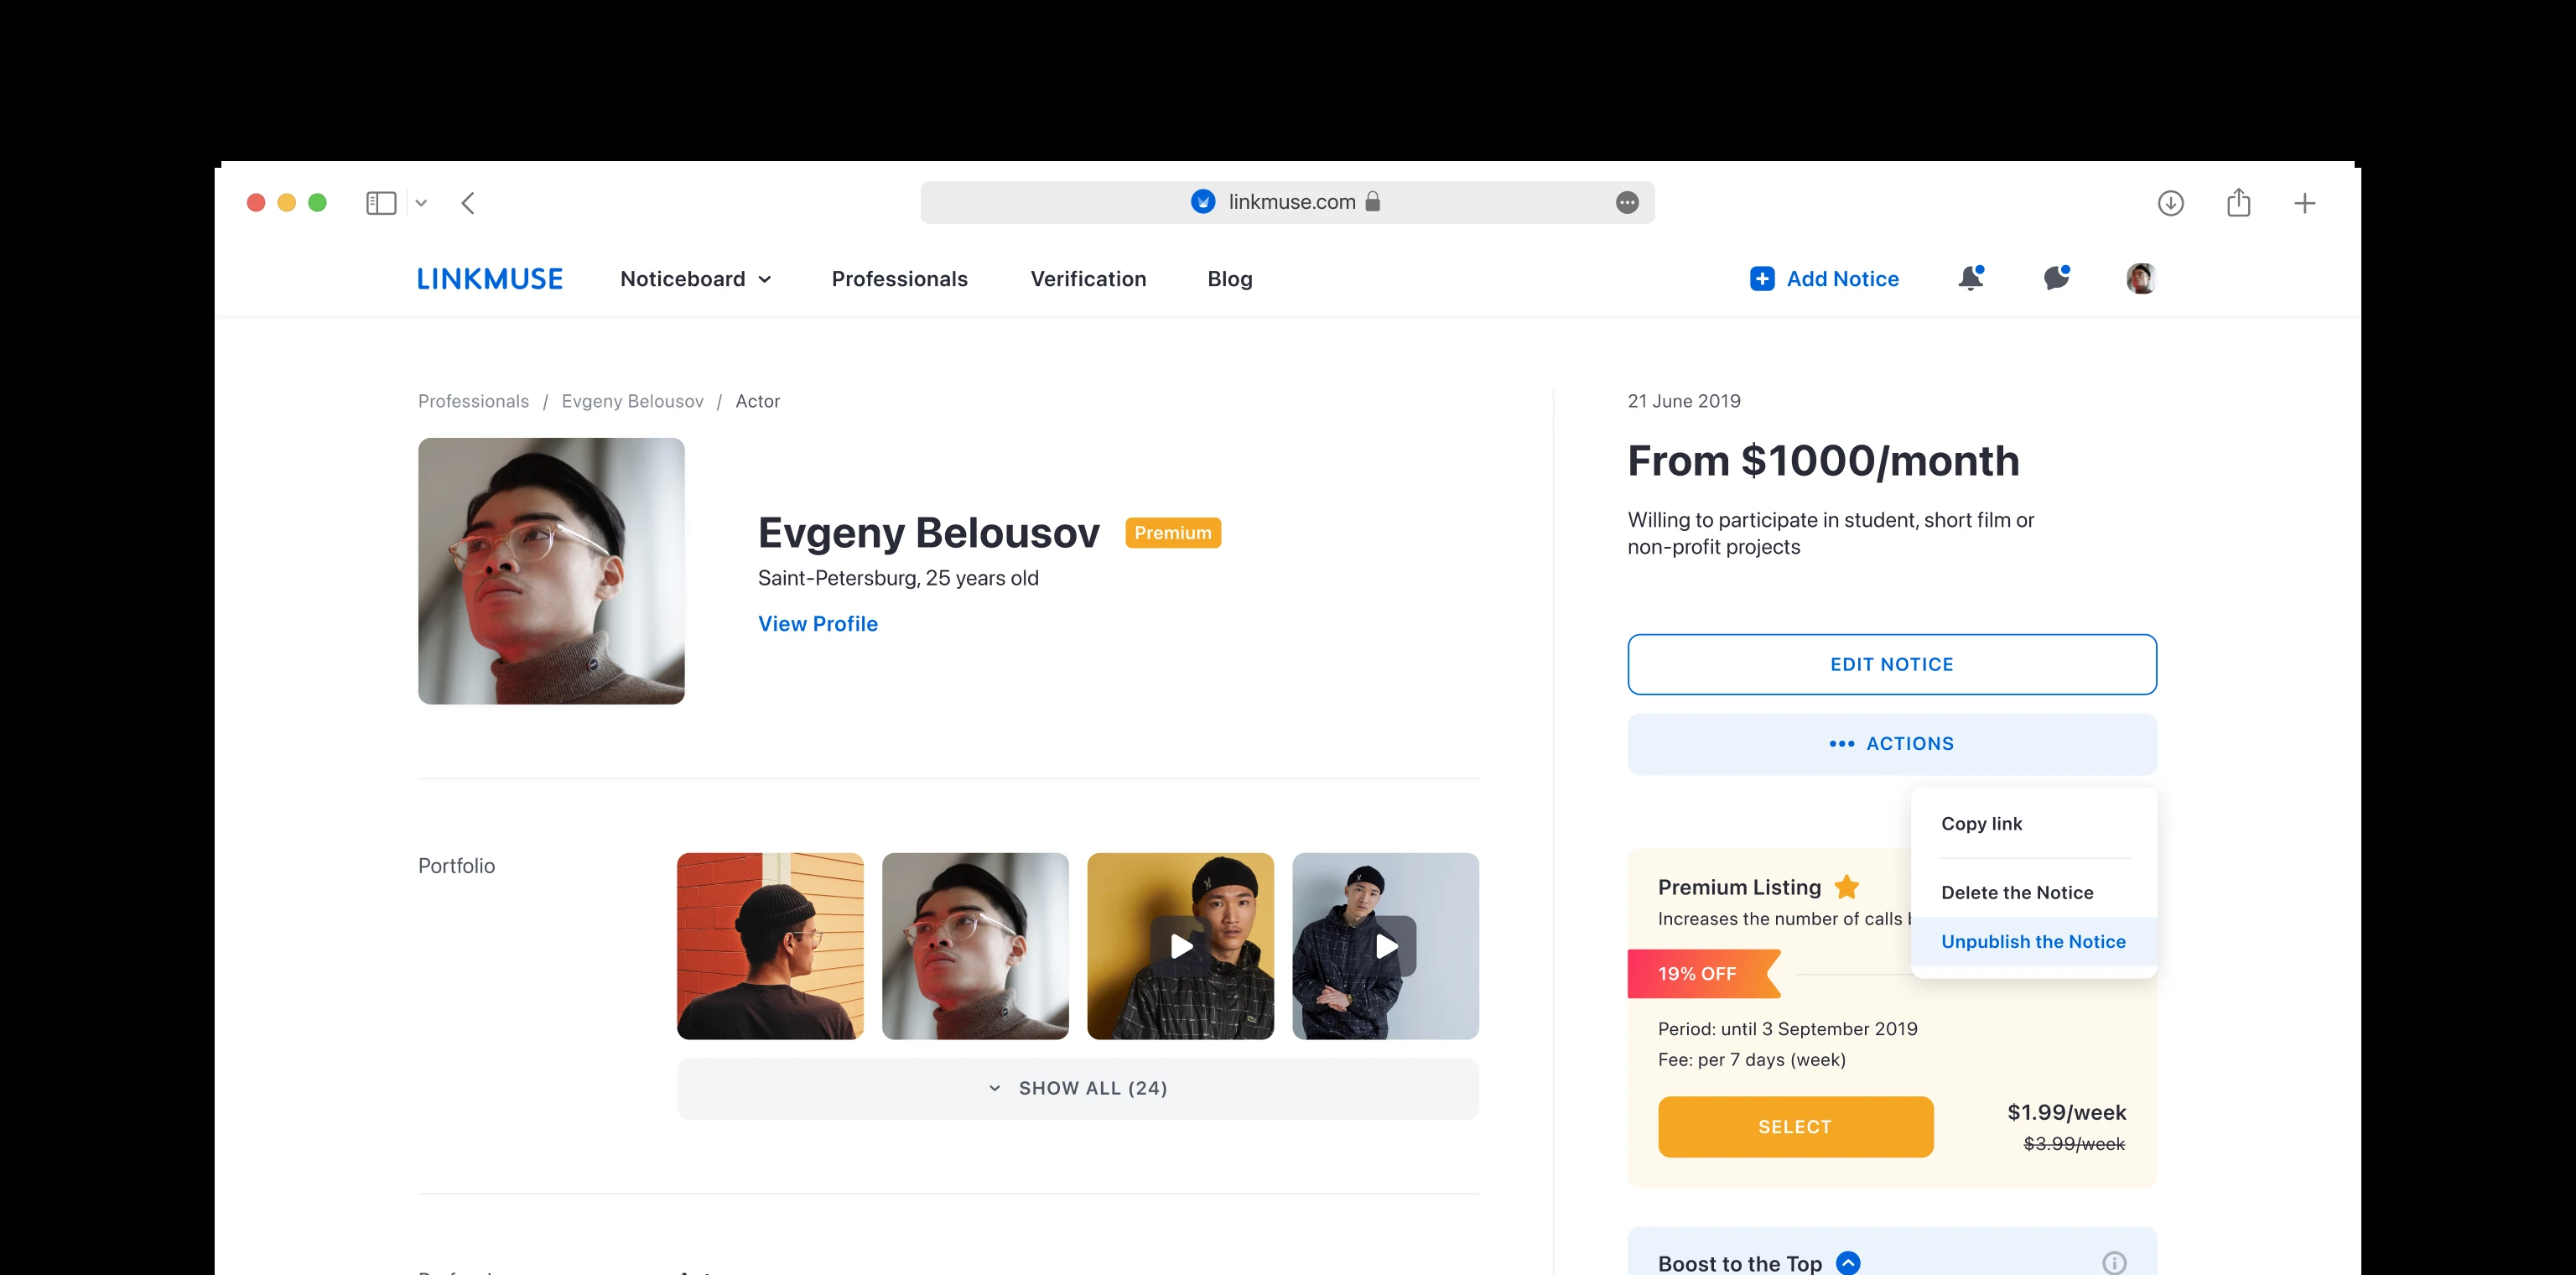 linkmuse.com
LINKMUSE
Noticeboard
Professionals
Verification
Blog
Add Notice
Professionals / Evgeny Belousov / Actor
Evgeny Belousov
Premium
Saint-Petersburg, 25 years old
View Profile
Portfolio
SHOW ALL (24)
21 June 2019
From $1000/month
Willing to participate in student, short film or
non-profit projects
EDIT NOTICE
ACTIONS
Copy link
Delete the Notice
Unpublish the Notice
Premium Listing
Increases the number of calls
19% OFF
Period: until 3 September 2019
Fee: per 7 days (week)
SELECT
$1.99/week
$3.99/week
Boost to the Top